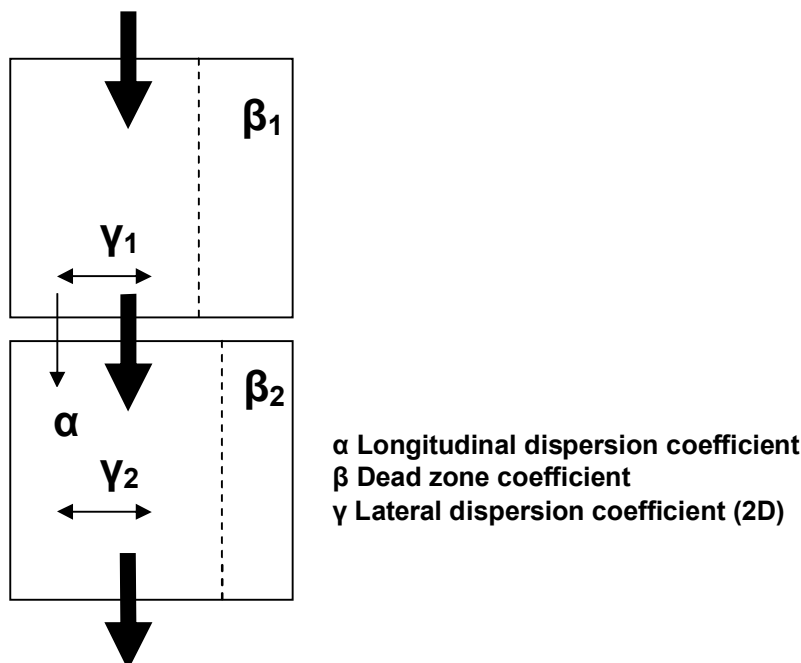 β₁
γ₁
β₂
α
γ₂
α Longitudinal dispersion coefficient
β Dead zone coefficient
γ Lateral dispersion coefficient (2D)